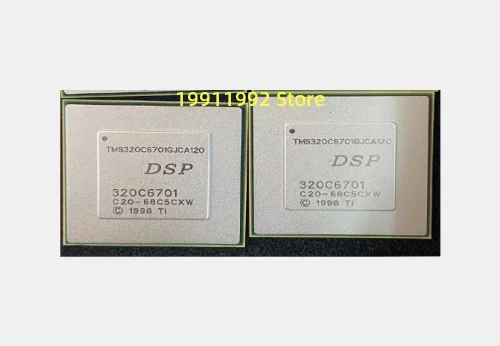 19911992 Store
TMS320C6701GJCA120
DSP
320C6701
C20-68C5CXW
© 1998 TI
TMS320C6701GJCA120
DSP
320C6701
C20-68C5CXW
© 1998 TI